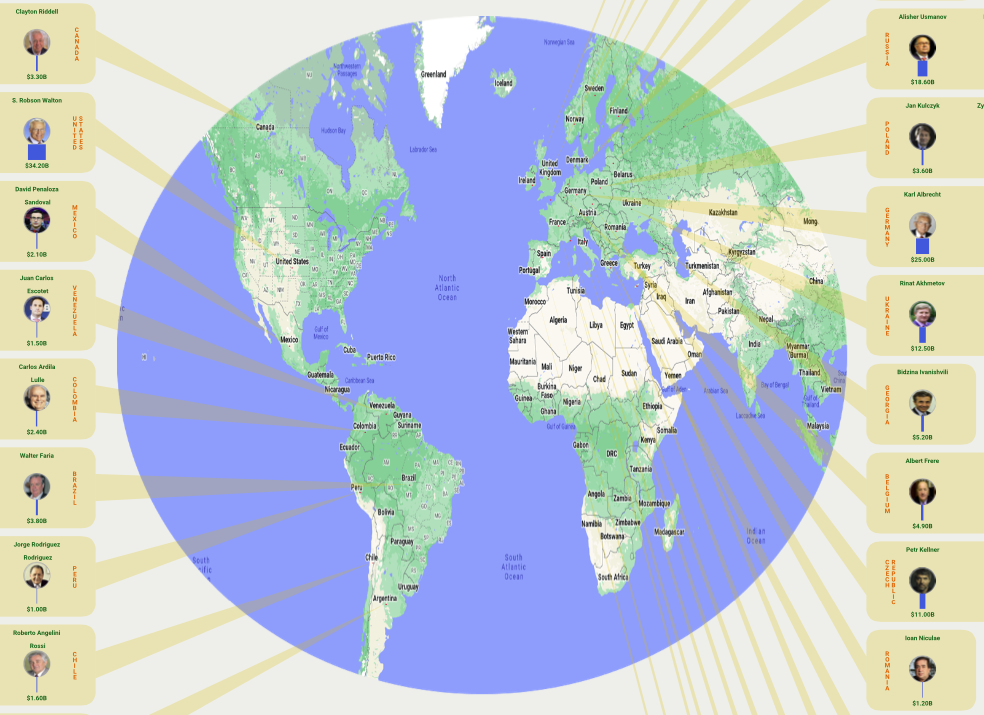 Clayton Riddell
CANADA
$3.30B
S. Robson Walton
UNITED
STATES
$34.20B
David Penaloza
Sandoval
MEXICO
$2.10B
Juan Carlos
Escotet
VENEZUELA
$1.50B
Carlos Ardila
Lulle
COLOMBIA
$2.40B
Walter Faria
BRAZIL
$3.80B
Jorge Rodriguez
Rodriguez
PERU
$1.00B
Roberto Angelini
Rossi
CHILE
$1.60B
Norwegian Sea
Greenland
Iceland
Northwestern
Passages
Sweden
Finland
Norway
Canada
Hudson Bay
Labrador Sea
United
Kingdom
Denmark
Ireland
Poland
Belarus
Germany
Ukraine
Austria
France
Romania
Kazakhstan
Mong.
Italy
Spain
Greece
Turkey
Kyrgyzstan
Portugal
Turkmenistan
United States
North
Atlantic
Ocean
Tunisia
Syria
Iraq
Iran
Afghanistan
China
Morocco
Pakistan
Algeria
Libya
Egypt
Nepal
Gulf of
Mexico
Mexico
Western
Sahara
Saudi Arabia
India
Myanmar
(Burma)
Cuba
Puerto Rico
Oman
Mauritania
Mali
Niger
Chad
Sudan
Yemen
Thailand
Guatemala
Caribbean Sea
Nicaragua
Burkina
Faso
Guinea
Nigeria
Gulf of Aden
Arabian Sea
Bay of Bengal
Vietnam
Gulf of
Thailand
Venezuela
Guyana
Suriname
Ghana
Ethiopia
Laccadive Sea
Colombia
Gulf of Guinea
Somalia
Malaysia
Ecuador
Gabon
Kenya
DRC
Tanzania
Peru
Brazil
Angola
Zambia
Mozambique
Bolivia
Namibia
Zimbabwe
Botswana
Madagascar
Paraguay
Indian
Ocean
Chile
South
Atlantic
Ocean
South Africa
Uruguay
Argentina
Alisher Usmanov
RUSSIA
$18.60B
Jan Kulczyk
Zy
POLAND
$3.60B
Karl Albrecht
GERMANY
$25.00B
Rinat Akhmetov
UKRAINE
$12.50B
Bidzina Ivanishvili
GEORGIA
$5.20B
Albert Frere
BELGIUM
$4.90B
Petr Kellner
CZECH
REPUBLIC
$11.00B
Ioan Niculae
ROMANIA
$1.20B